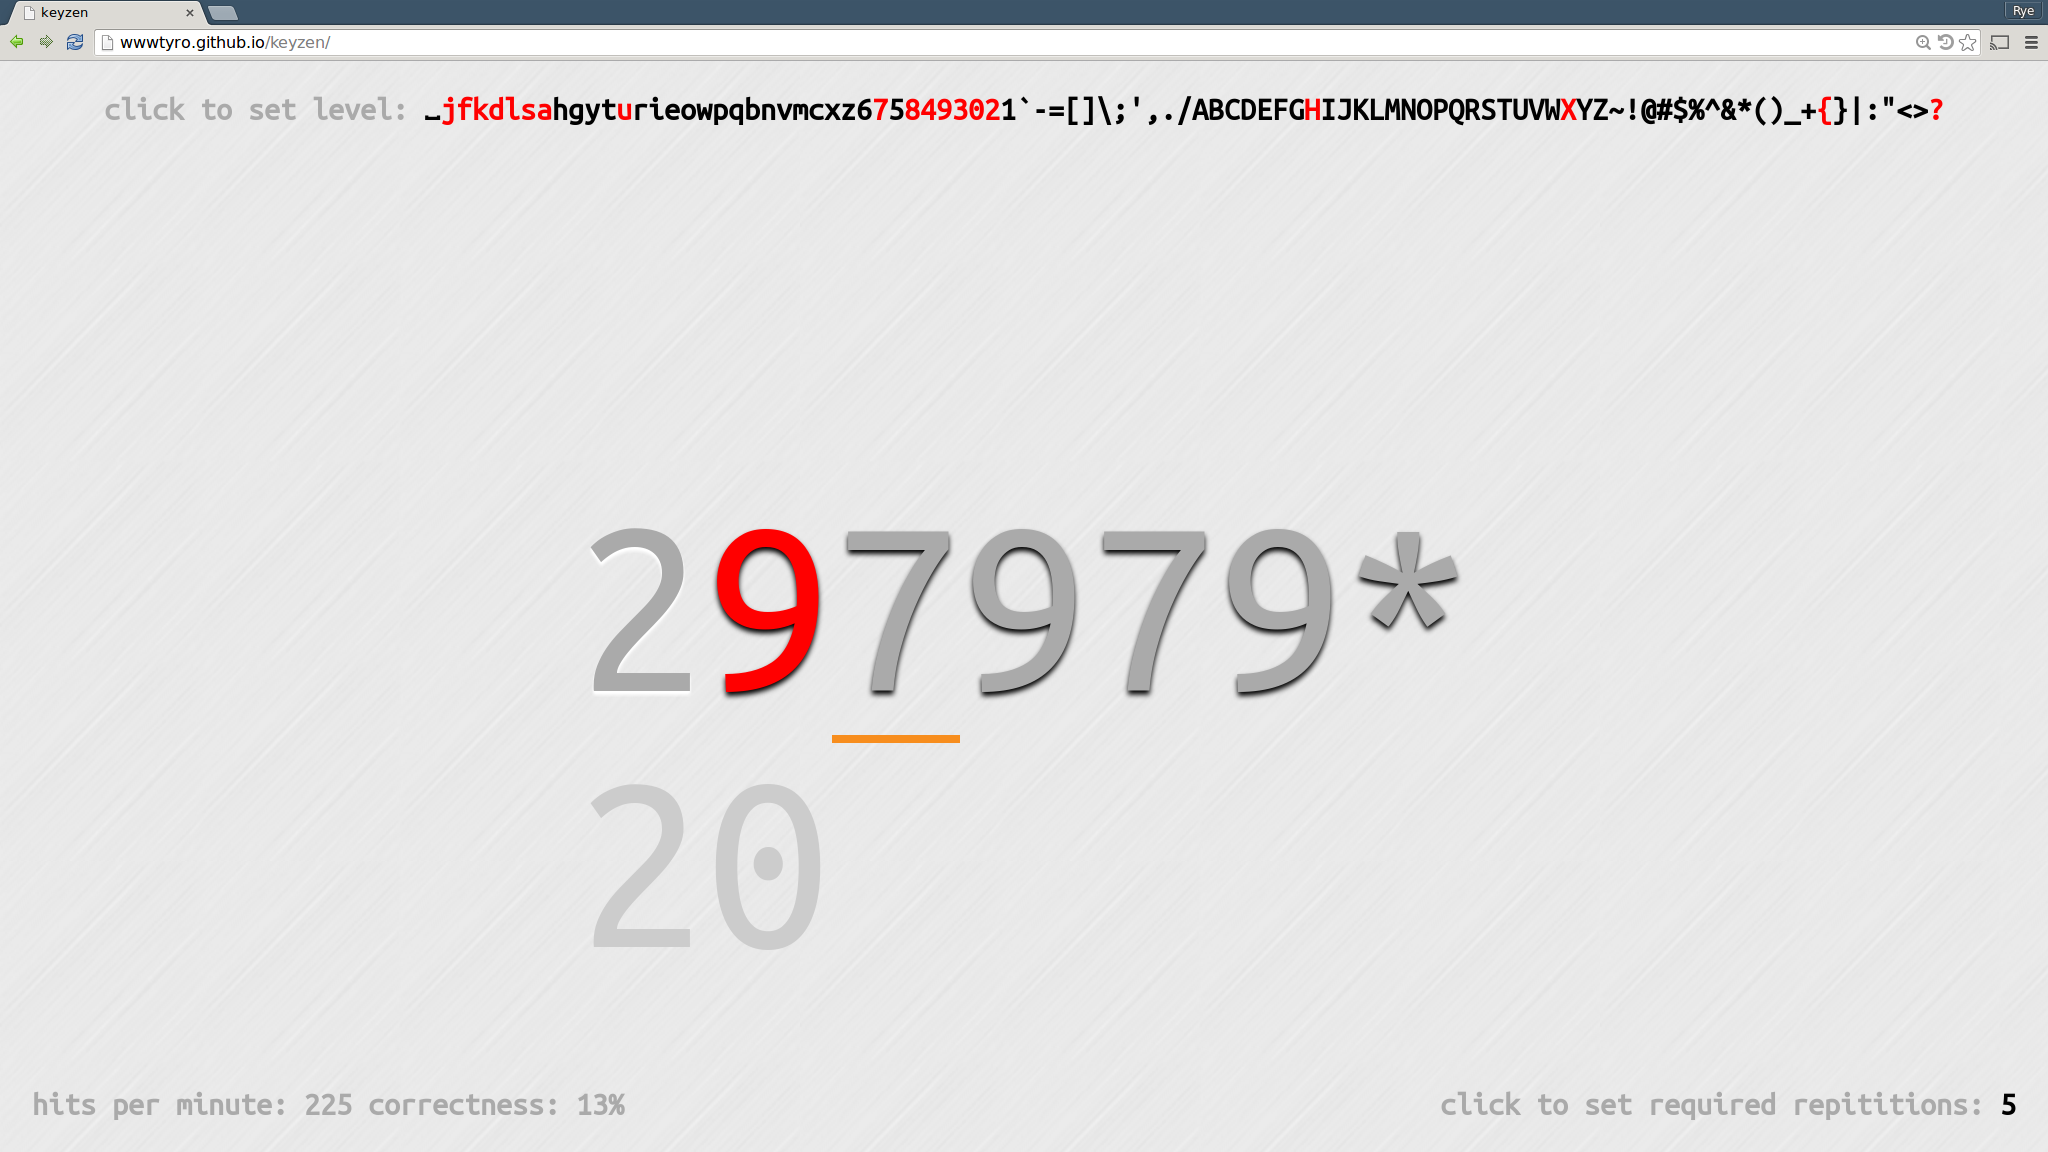 keyzen
Rye
wwwtyro.github.io/keyzen/
click to set level: ⎵jfkdlsahgyturieowpqbnvmcxz6758493021`-=[]\;',./ABCDEFGHIJKLMNOPQRSTUVWXYZ~!@#$%^&*()_+{}|:"<>?
297979*
20
hits per minute: 225 correctness: 13%
click to set required repititions: 5